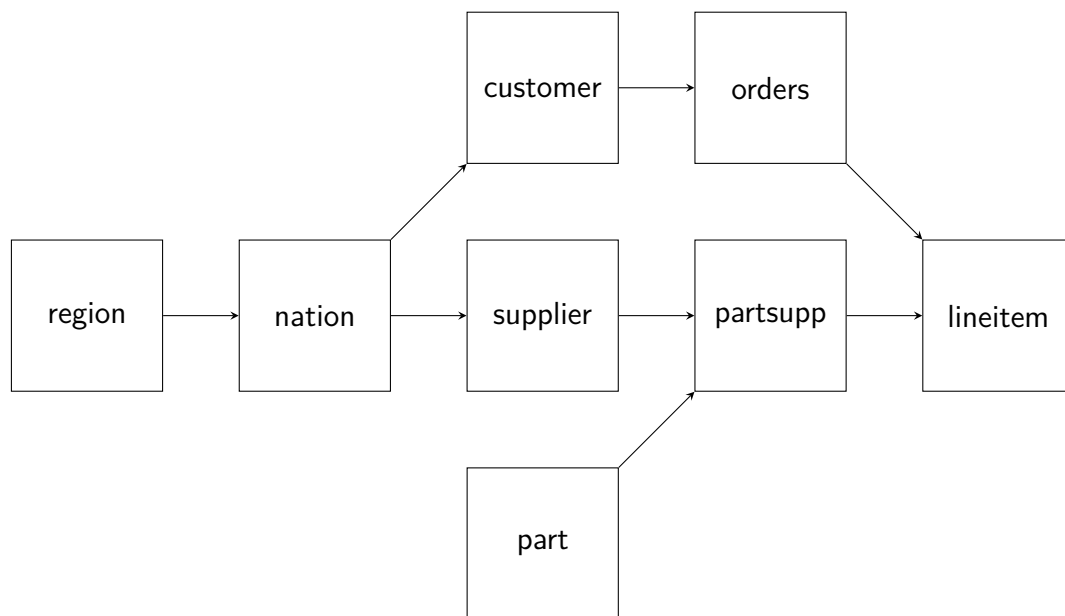 customer
orders
region
nation
supplier
partsupp
lineitem
part